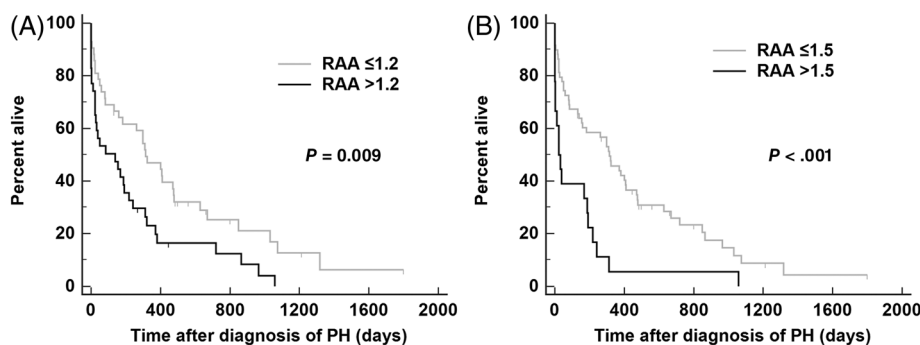 (A)
Percent alive
100
80
60
40
20
0
RAA ≤1.2
RAA >1.2
P = 0.009
0 400 800 1200 1600 2000
Time after diagnosis of PH (days)
(B)
Percent alive
100
80
60
40
20
0
RAA ≤1.5
RAA >1.5
P < .001
0 400 800 1200 1600 2000
Time after diagnosis of PH (days)